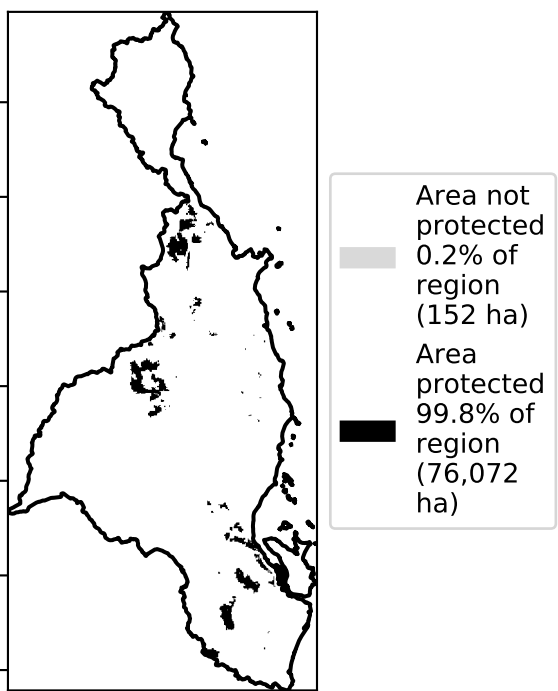 Area not
protected
0.2% of
region
(152 ha)
Area
protected
99.8% of
region
(76,072
ha)